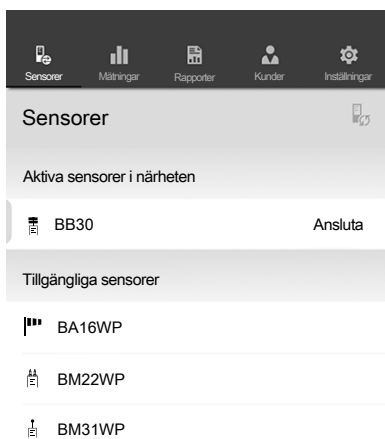 Sensorer Mätningar Rapporter Kunder Inställningar
Sensorer
Aktiva sensorer i närheten
BB30 Ansluta
Tillgängliga sensorer
BA16WP
BM22WP
BM31WP